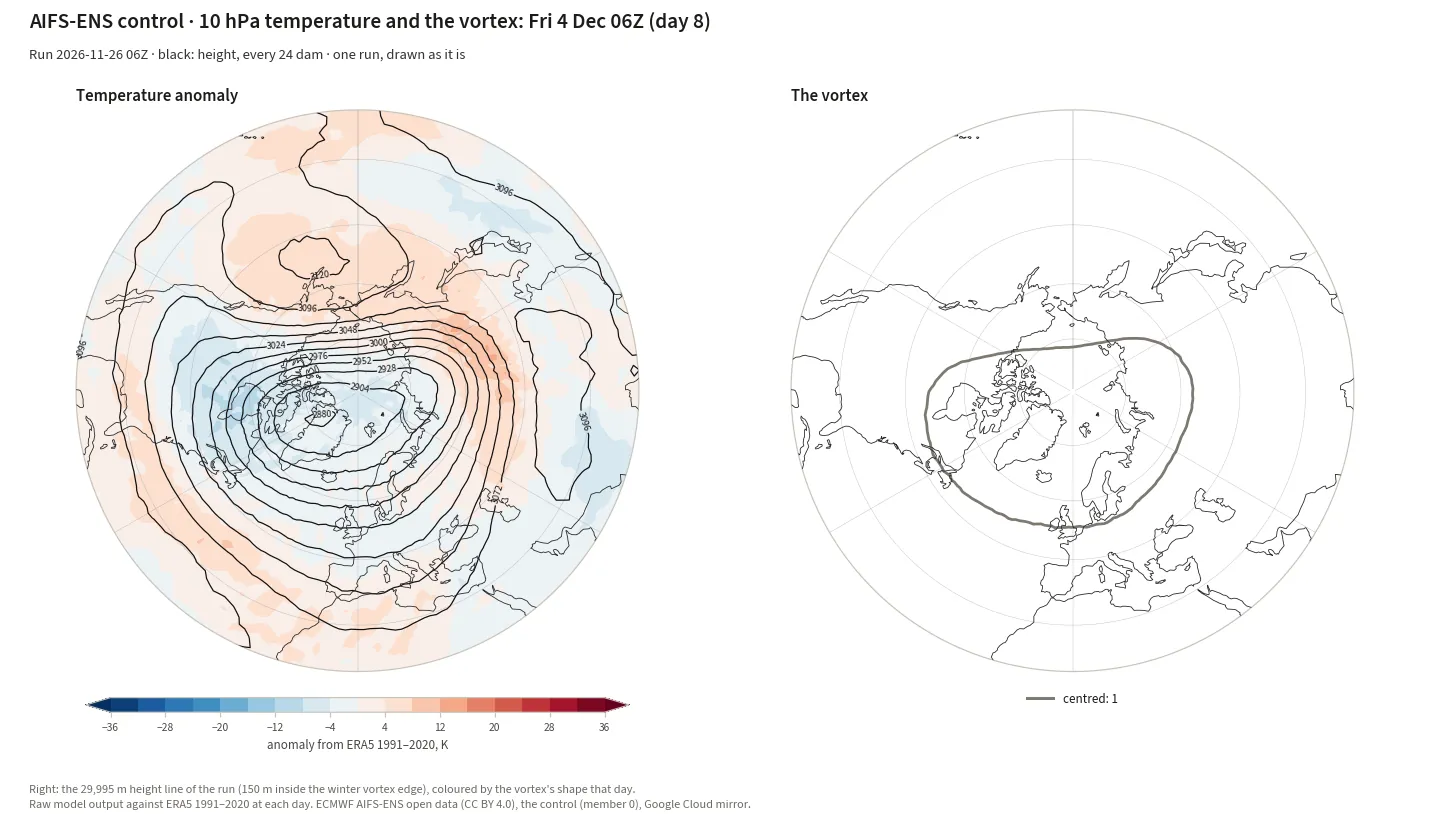 AIFS-ENS control · 10 hPa temperature and the vortex: Fri 4 Dec 06Z (day 8)
Run 2026-11-26 06Z · black: height, every 24 dam · one run, drawn as it is
Temperature anomaly
The vortex
3096
3120
3096
3048
3096
3024
3000
2976
2952
2928
2904
2880
3096
3072
centred: 1
−36 −28 −20 −12 −4 4 12 20 28 36
anomaly from ERA5 1991–2020, K
Right: the 29,995 m height line of the run (150 m inside the winter vortex edge), coloured by the vortex's shape that day.
Raw model output against ERA5 1991–2020 at each day. ECMWF AIFS-ENS open data (CC BY 4.0), the control (member 0), Google Cloud mirror.